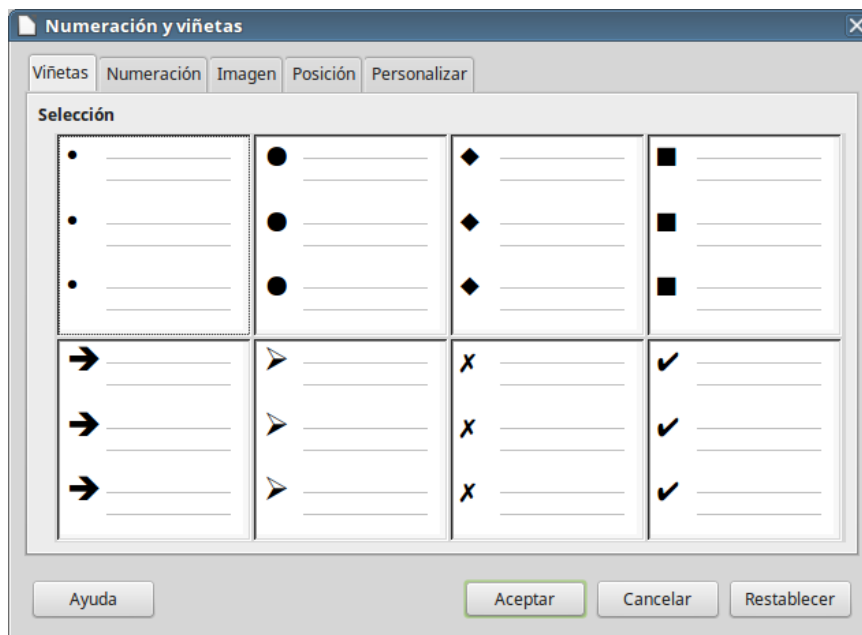 Numeración y viñetas
Viñetas Numeración Imagen Posición Personalizar
Selección
Ayuda Aceptar Cancelar Restablecer